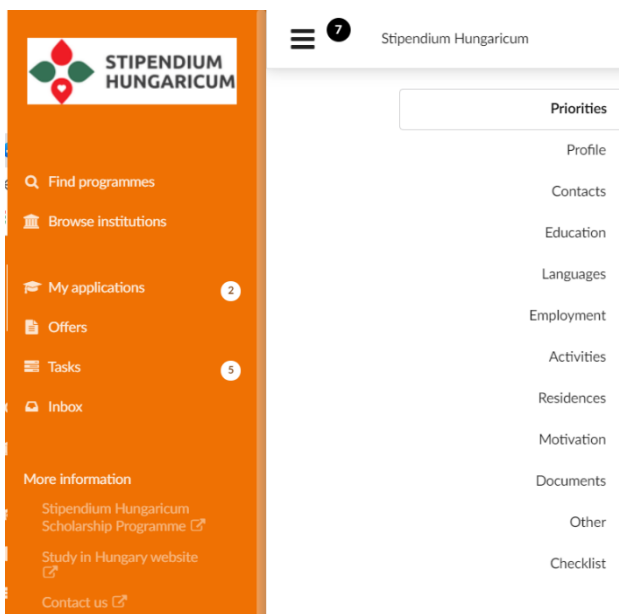 STIPENDIUM
HUNGARICUM
Find programmes
Browse institutions
My applications 2
Offers
Tasks 5
Inbox
More information
Stipendium Hungaricum
Scholarship Programme
Study in Hungary website
Contact us
7
Stipendium Hungaricum
Priorities
Profile
Contacts
Education
Languages
Employment
Activities
Residences
Motivation
Documents
Other
Checklist